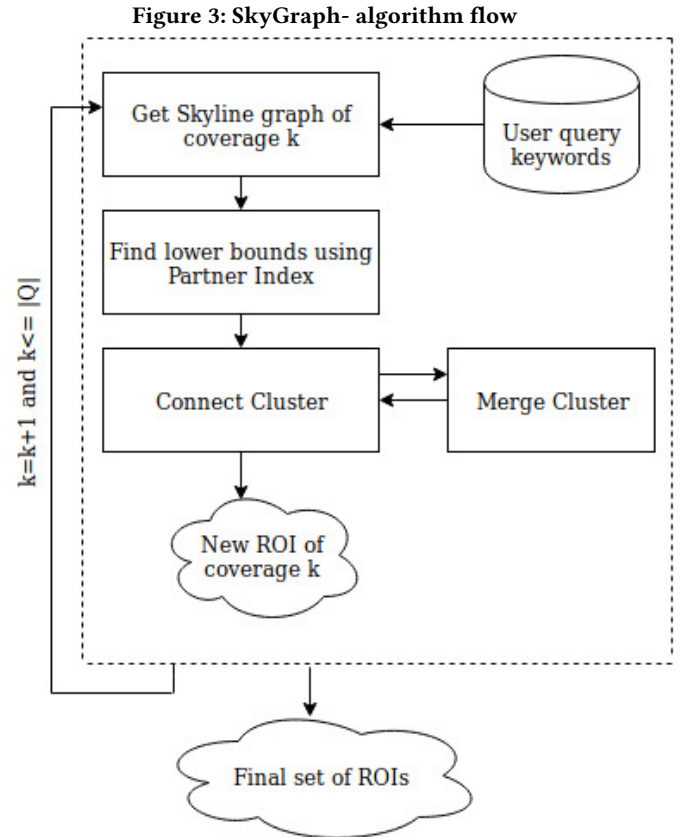 Figure 3: SkyGraph- algorithm flow
Get Skyline graph of
coverage k
User query
keywords
Find lower bounds using
Partner Index
Connect Cluster
Merge Cluster
k=k+1 and k<= |Q|
New ROI of
coverage k
Final set of ROIs